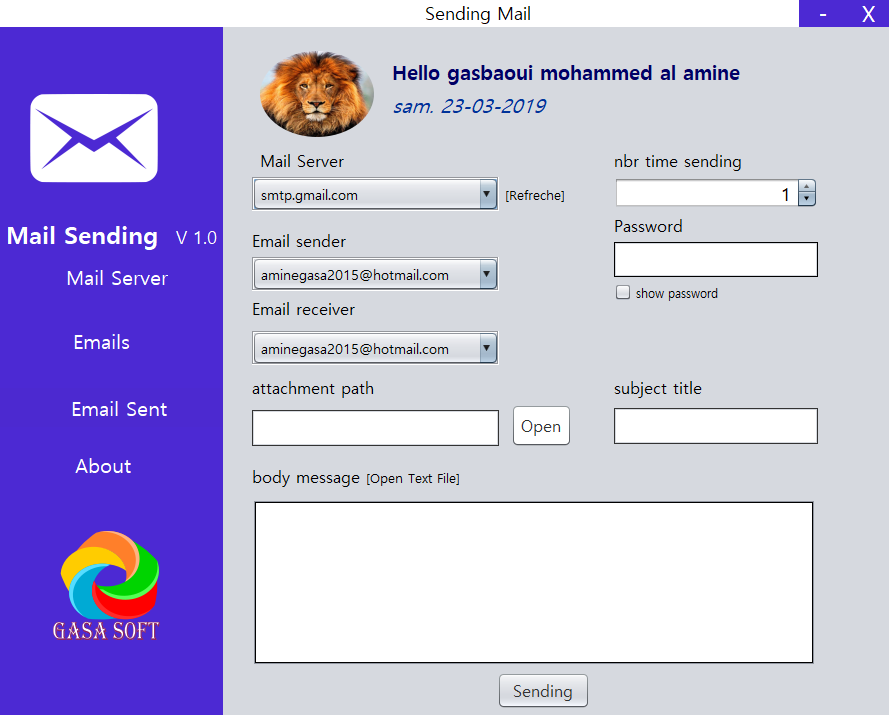 Sending Mail
- X
Hello gasbaoui mohammed al amine
sam. 23-03-2019
Mail Server
nbr time sending
smtp.gmail.com
[Refreche]
1
Mail Sending V 1.0
Password
Email sender
Mail Server
aminegasa2015@hotmail.com
show password
Email receiver
Emails
aminegasa2015@hotmail.com
attachment path
subject title
Email Sent
Open
About
body message [Open Text File]
GASA SOFT
Sending